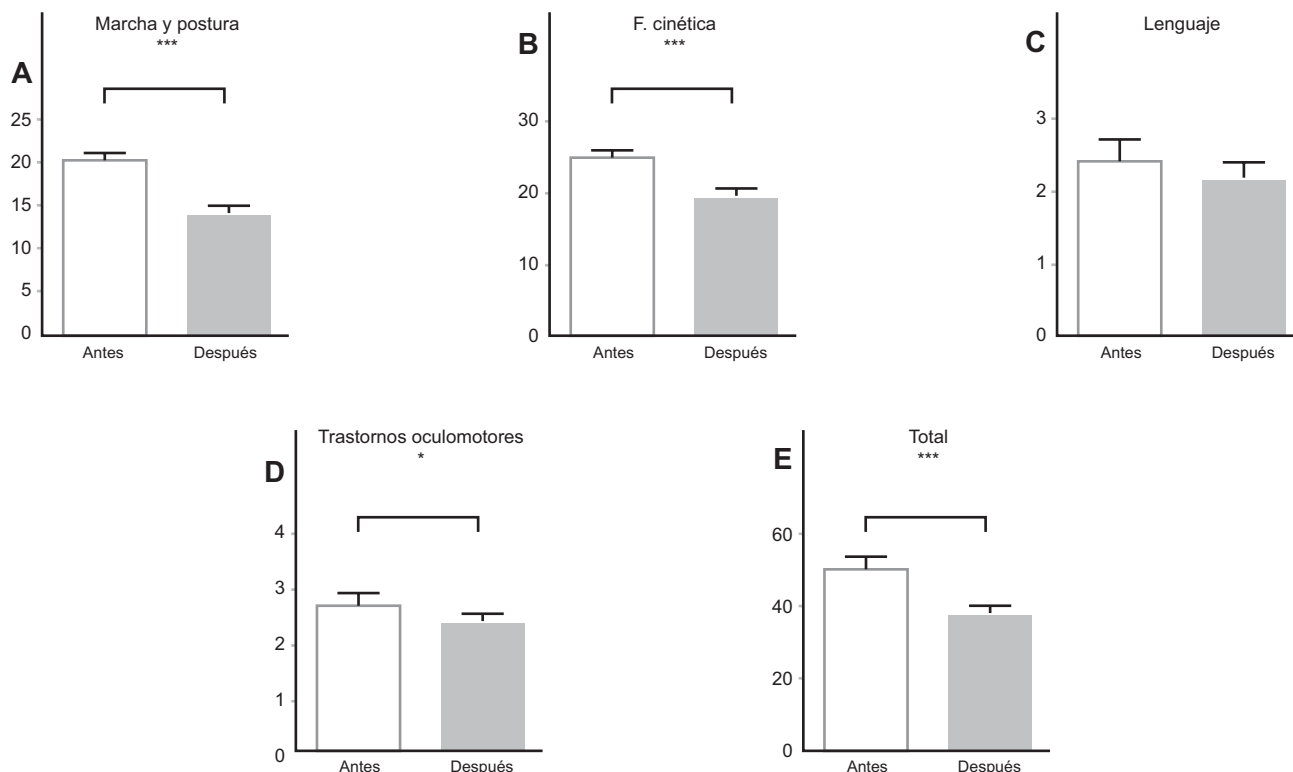 Marcha y postura
***
A
25
20
15
10
5
0
Antes Después
F. cinética
***
B
30
20
10
0
Antes Después
Lenguaje
C
3
2
1
0
Antes Después
Trastornos oculomotores
*
D
4
3
2
1
0
Antes Después
Total
***
E
60
40
20
0
Antes Después